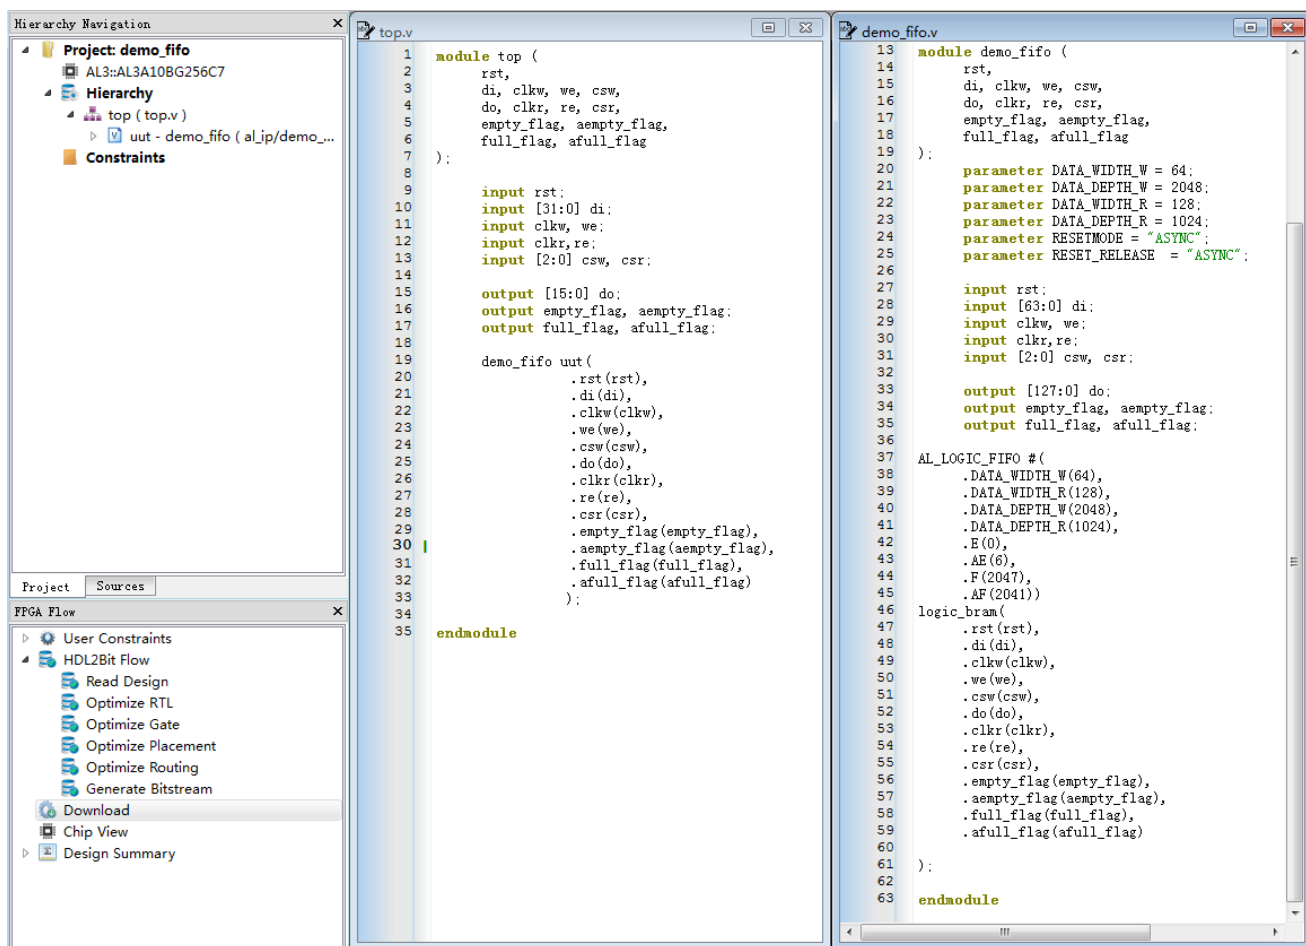 Hierarchy Navigation
Project: demo_fifo
AL3::AL3A10BG256C7
Hierarchy
top ( top.v )
uut - demo_fifo ( al_ip/demo_...
Constraints
Project
Sources
FPGA Flow
User Constraints
HDL2Bit Flow
Read Design
Optimize RTL
Optimize Gate
Optimize Placement
Optimize Routing
Generate Bitstream
Download
Chip View
Design Summary
top.v
1 module top (
2 rst,
3 di, clkw, we, csw,
4 do, clkr, re, csr,
5 empty_flag, aempty_flag,
6 full_flag, afull_flag
7 );
8
9 input rst;
10 input [31:0] di;
11 input clkw, we;
12 input clkr,re;
13 input [2:0] csw, csr;
14
15 output [15:0] do;
16 output empty_flag, aempty_flag;
17 output full_flag, afull_flag;
18
19 demo_fifo uut(
20 .rst(rst),
21 .di(di),
22 .clkw(clkw),
23 .we(we),
24 .csw(csw),
25 .do(do),
26 .clkr(clkr),
27 .re(re),
28 .csr(csr),
29 .empty_flag(empty_flag),
30 .aempty_flag(aempty_flag),
31 .full_flag(full_flag),
32 .afull_flag(afull_flag)
33 );
34
35 endmodule
demo_fifo.v
13 module demo_fifo (
14 rst,
15 di, clkw, we, csw,
16 do, clkr, re, csr,
17 empty_flag, aempty_flag,
18 full_flag, afull_flag
19 );
20 parameter DATA_WIDTH_W = 64;
21 parameter DATA_DEPTH_W = 2048;
22 parameter DATA_WIDTH_R = 128;
23 parameter DATA_DEPTH_R = 1024;
24 parameter RESETMODE = "ASYNC";
25 parameter RESET_RELEASE = "ASYNC";
26
27 input rst;
28 input [63:0] di;
29 input clkw, we;
30 input clkr,re;
31 input [2:0] csw, csr;
32
33 output [127:0] do;
34 output empty_flag, aempty_flag;
35 output full_flag, afull_flag;
36
37 AL_LOGIC_FIFO #(
38 .DATA_WIDTH_W(64),
39 .DATA_WIDTH_R(128),
40 .DATA_DEPTH_W(2048),
41 .DATA_DEPTH_R(1024),
42 .E(0),
43 .AE(6),
44 .F(2047),
45 .AF(2041))
46 logic_bram(
47 .rst(rst),
48 .di(di),
49 .clkw(clkw),
50 .we(we),
51 .csw(csw),
52 .do(do),
53 .clkr(clkr),
54 .re(re),
55 .csr(csr),
56 .empty_flag(empty_flag),
57 .aempty_flag(aempty_flag),
58 .full_flag(full_flag),
59 .afull_flag(afull_flag)
60
61 );
62
63 endmodule